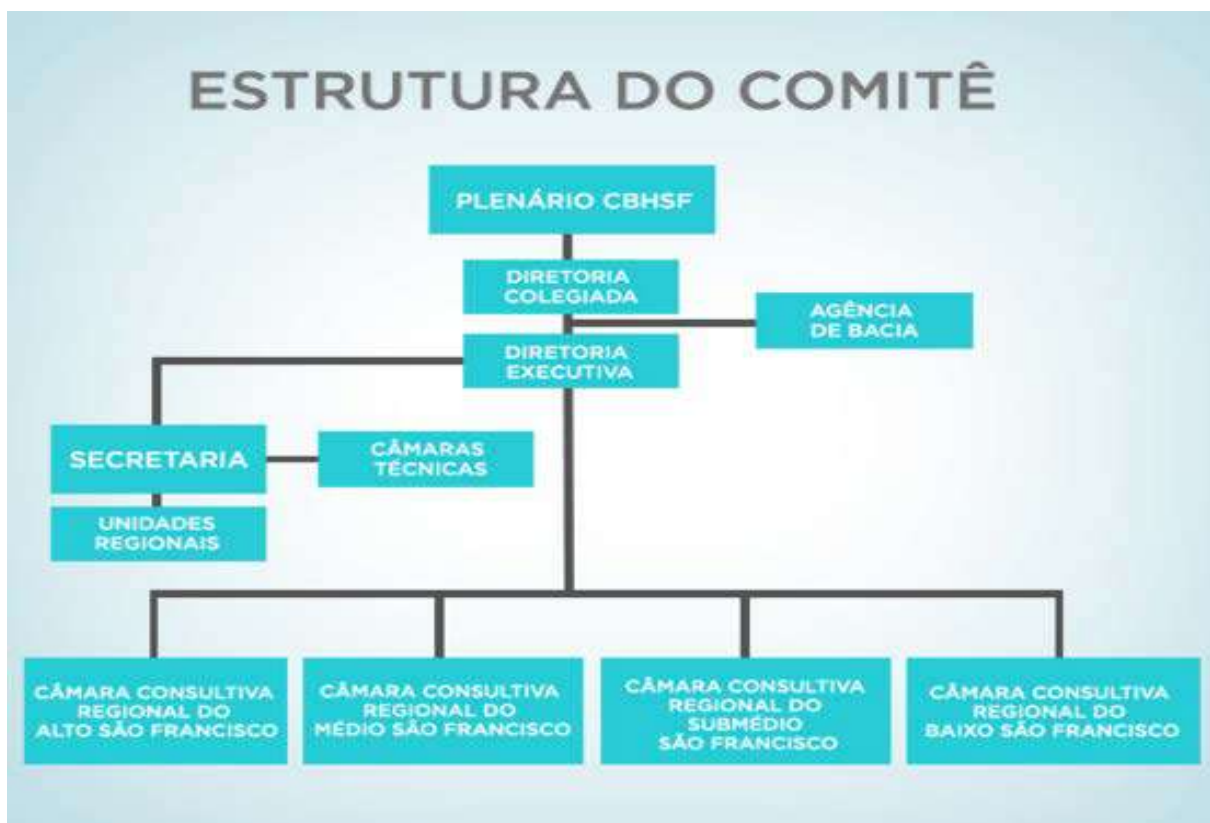 ESTRUTURA DO COMITÊ
PLENÁRIO CBHSF
DIRETORIA
COLEGIADA
AGÊNCIA
DE BACIA
DIRETORIA
EXECUTIVA
SECRETARIA
CÂMARAS
TÉCNICAS
UNIDADES
REGIONAIS
CÂMARA CONSULTIVA
REGIONAL DO
ALTO SÃO FRANCISCO
CÂMARA CONSULTIVA
REGIONAL DO
MÉDIO SÃO FRANCISCO
CÂMARA CONSULTIVA
REGIONAL DO
SUBMÉDIO
SÃO FRANCISCO
CÂMARA CONSULTIVA
REGIONAL DO
BAIXO SÃO FRANCISCO